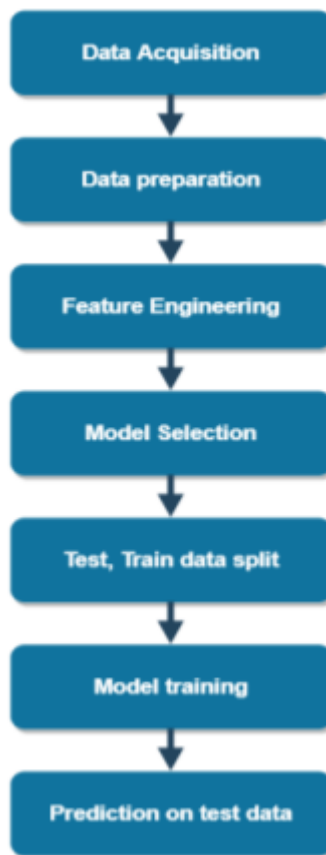 Data Acquisition
Data preparation
Feature Engineering
Model Selection
Test, Train data split
Model training
Prediction on test data